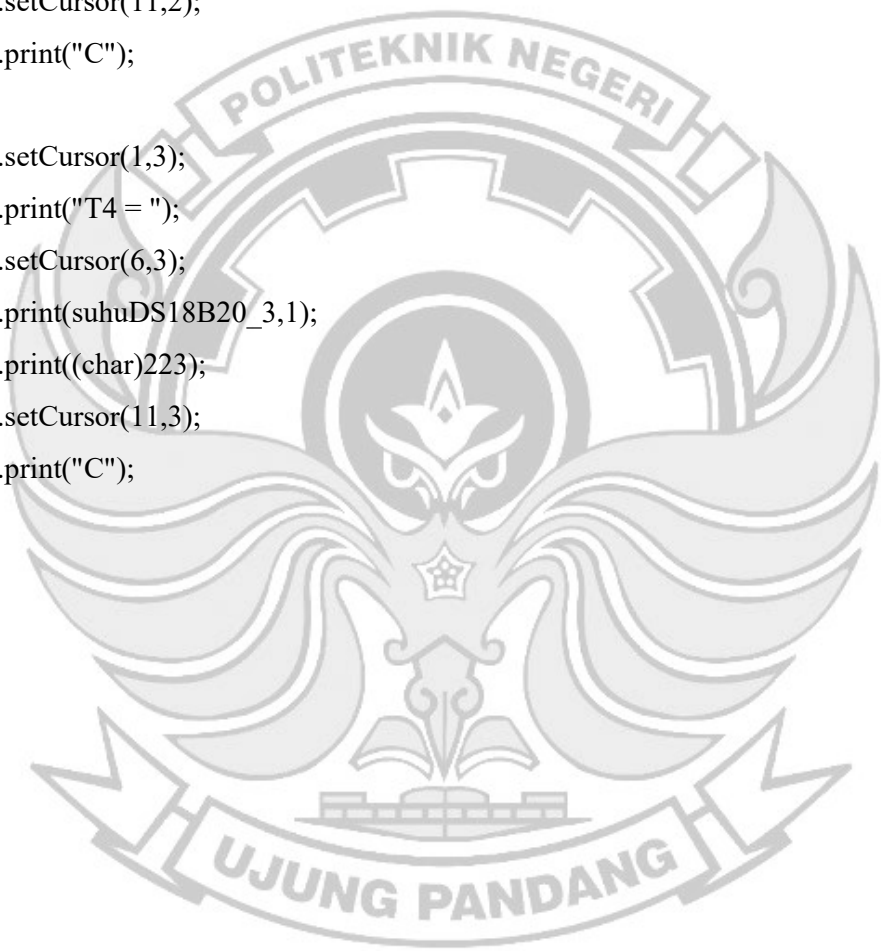 .setCursor(11,2);
.print("C");
.setCursor(1,3);
.print("T4 = ");
.setCursor(6,3);
.print(suhuDS18B20_3,1);
.print((char)223);
.setCursor(11,3);
.print("C");
POLITEKNIK NEGERI
UJUNG PANDANG